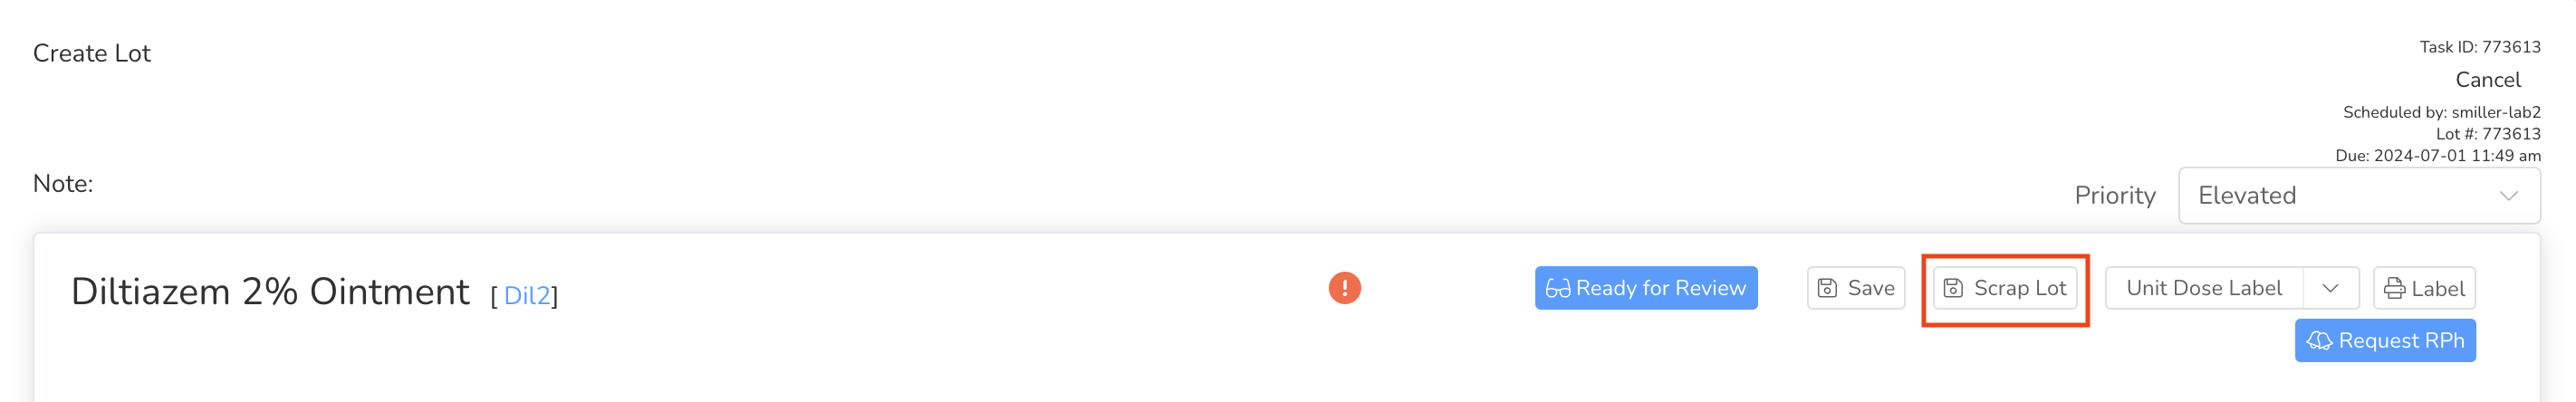 Create Lot
Task ID: 773613
Cancel
Scheduled by: smiller-lab2
Lot #: 773613
Due: 2024-07-01 11:49 am
Note:
Priority Elevated
Diltiazem 2% Ointment [ Dil2] ! Ready for Review Save Scrap Lot Unit Dose Label Label
Request RPh